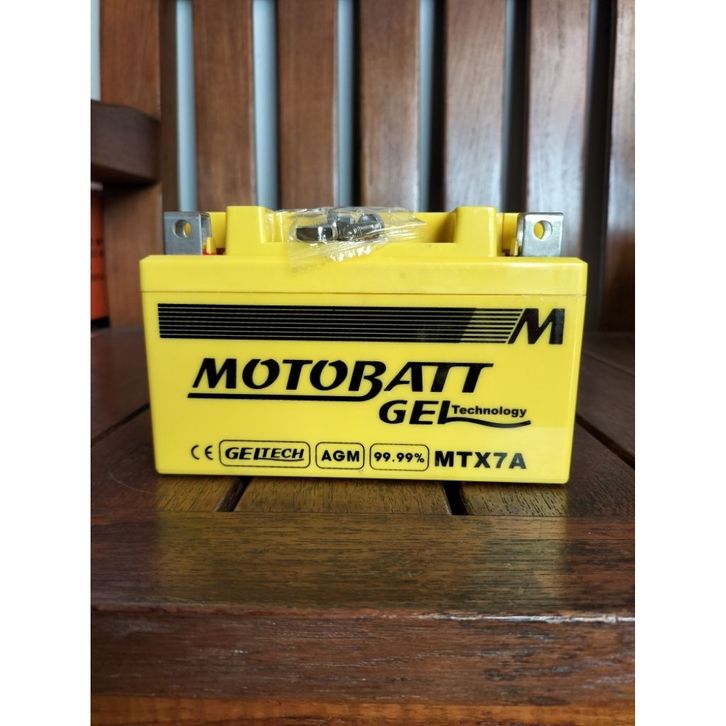 M
MOTOBATT
GEL Technology
CE GELTECH AGM 99.99% MTX7A